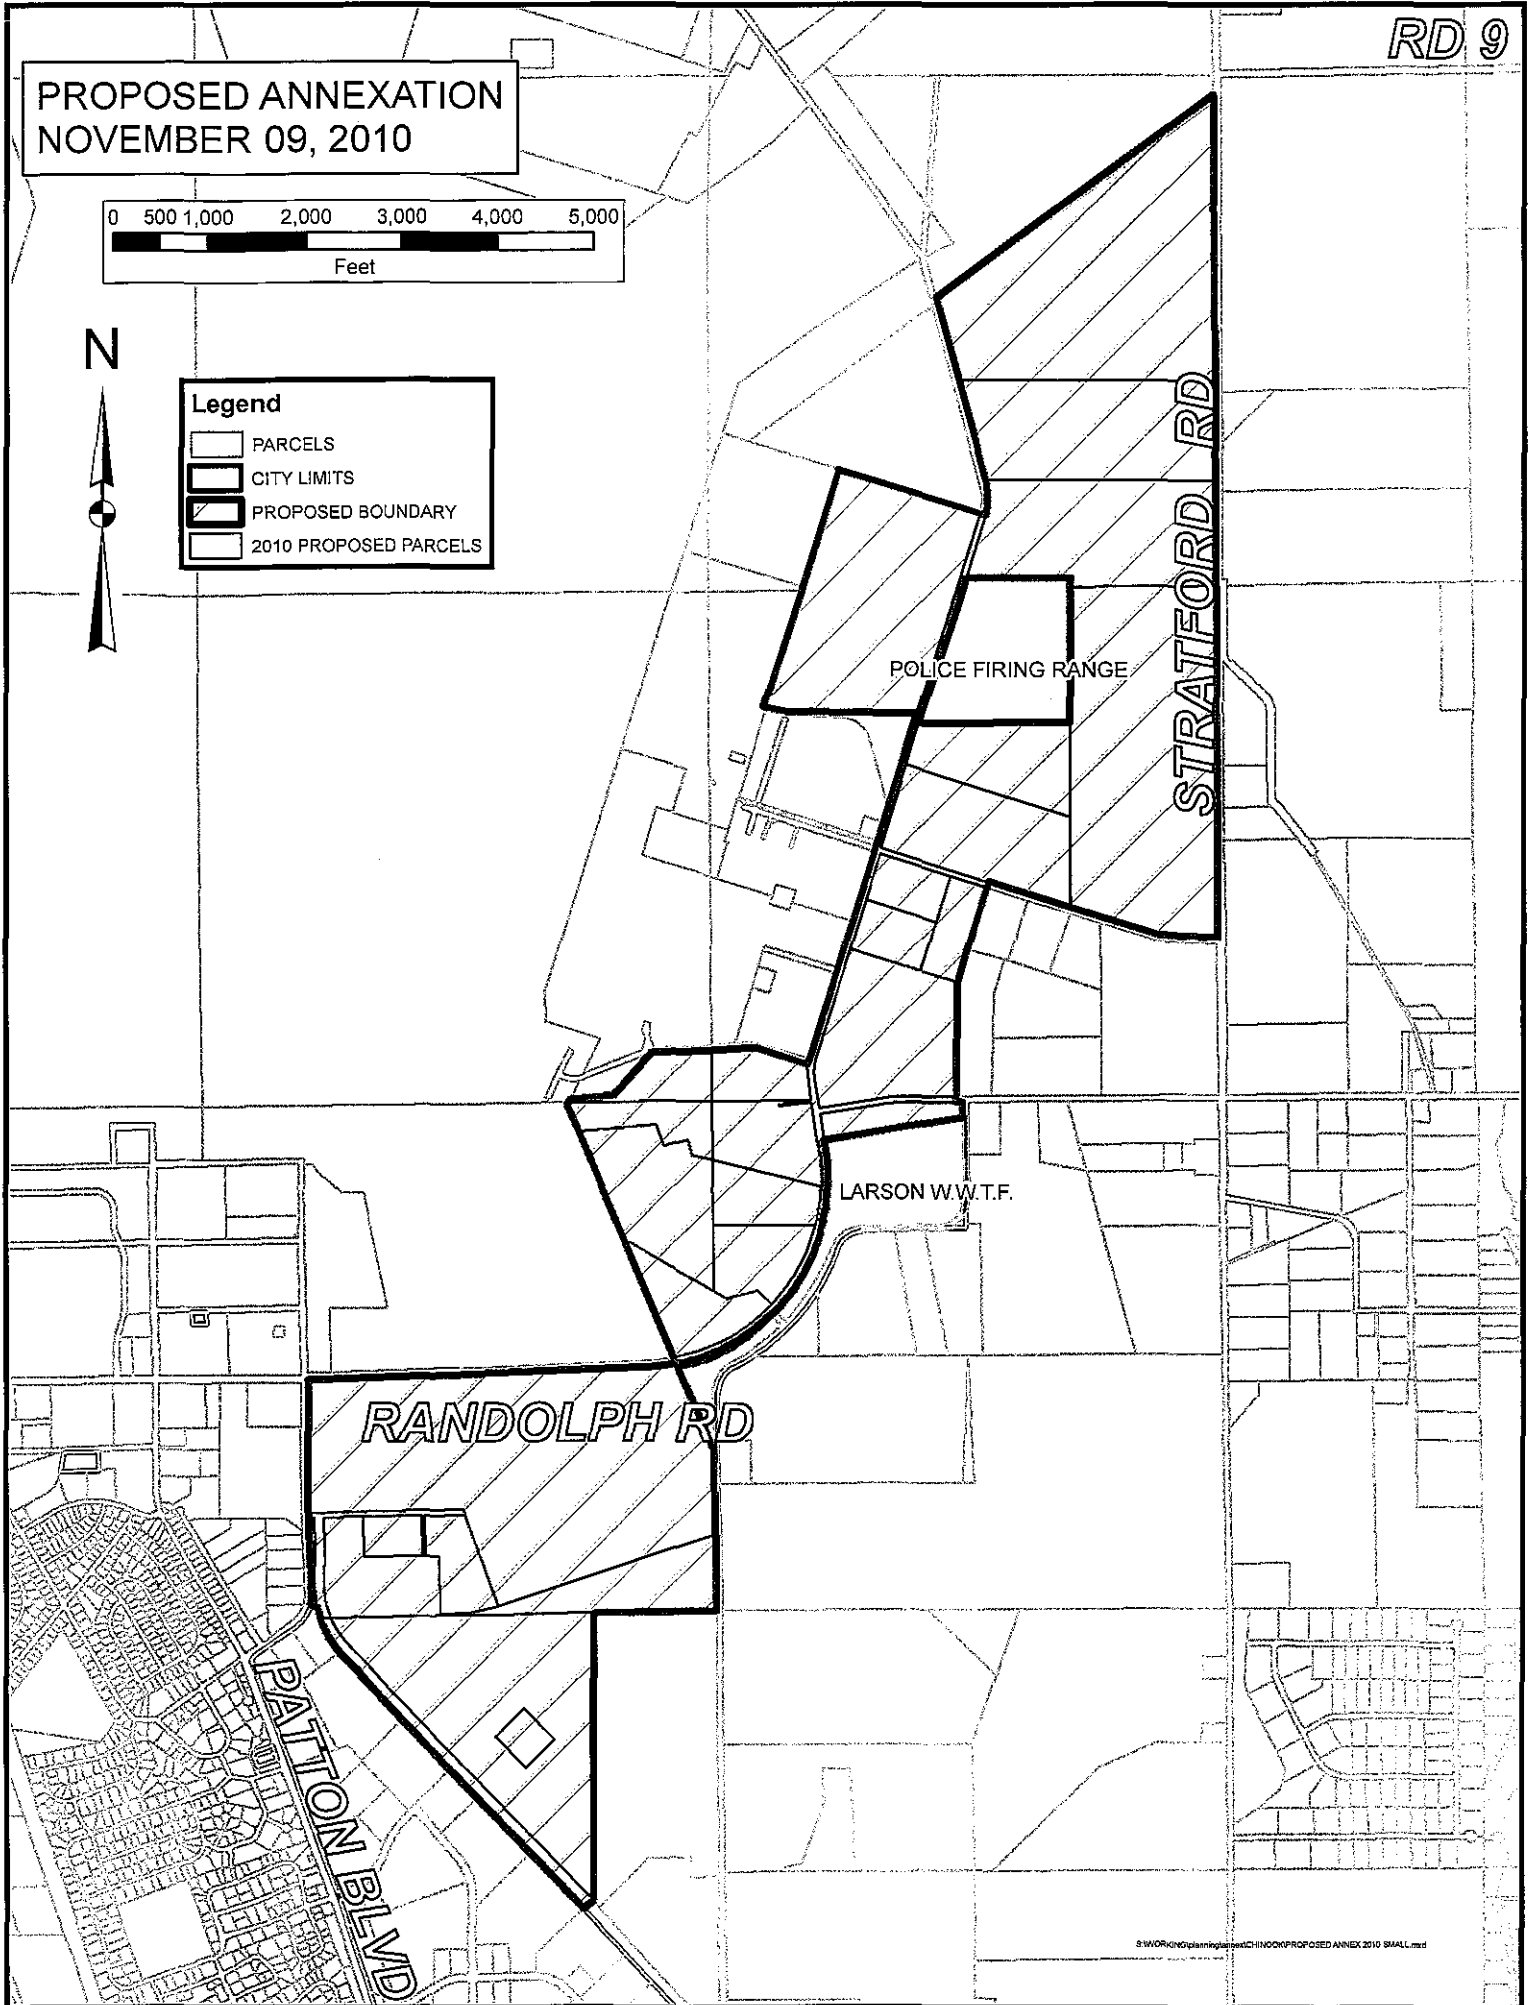 RD 9
PROPOSED ANNEXATION
NOVEMBER 09, 2010
0 500 1,000 2,000 3,000 4,000 5,000
Feet
N
Legend
PARCELS
CITY LIMITS
PROPOSED BOUNDARY
2010 PROPOSED PARCELS
STRATFORD RD
POLICE FIRING RANGE
LARSON W.W.T.F.
RANDOLPH RD
PATTON BLVD